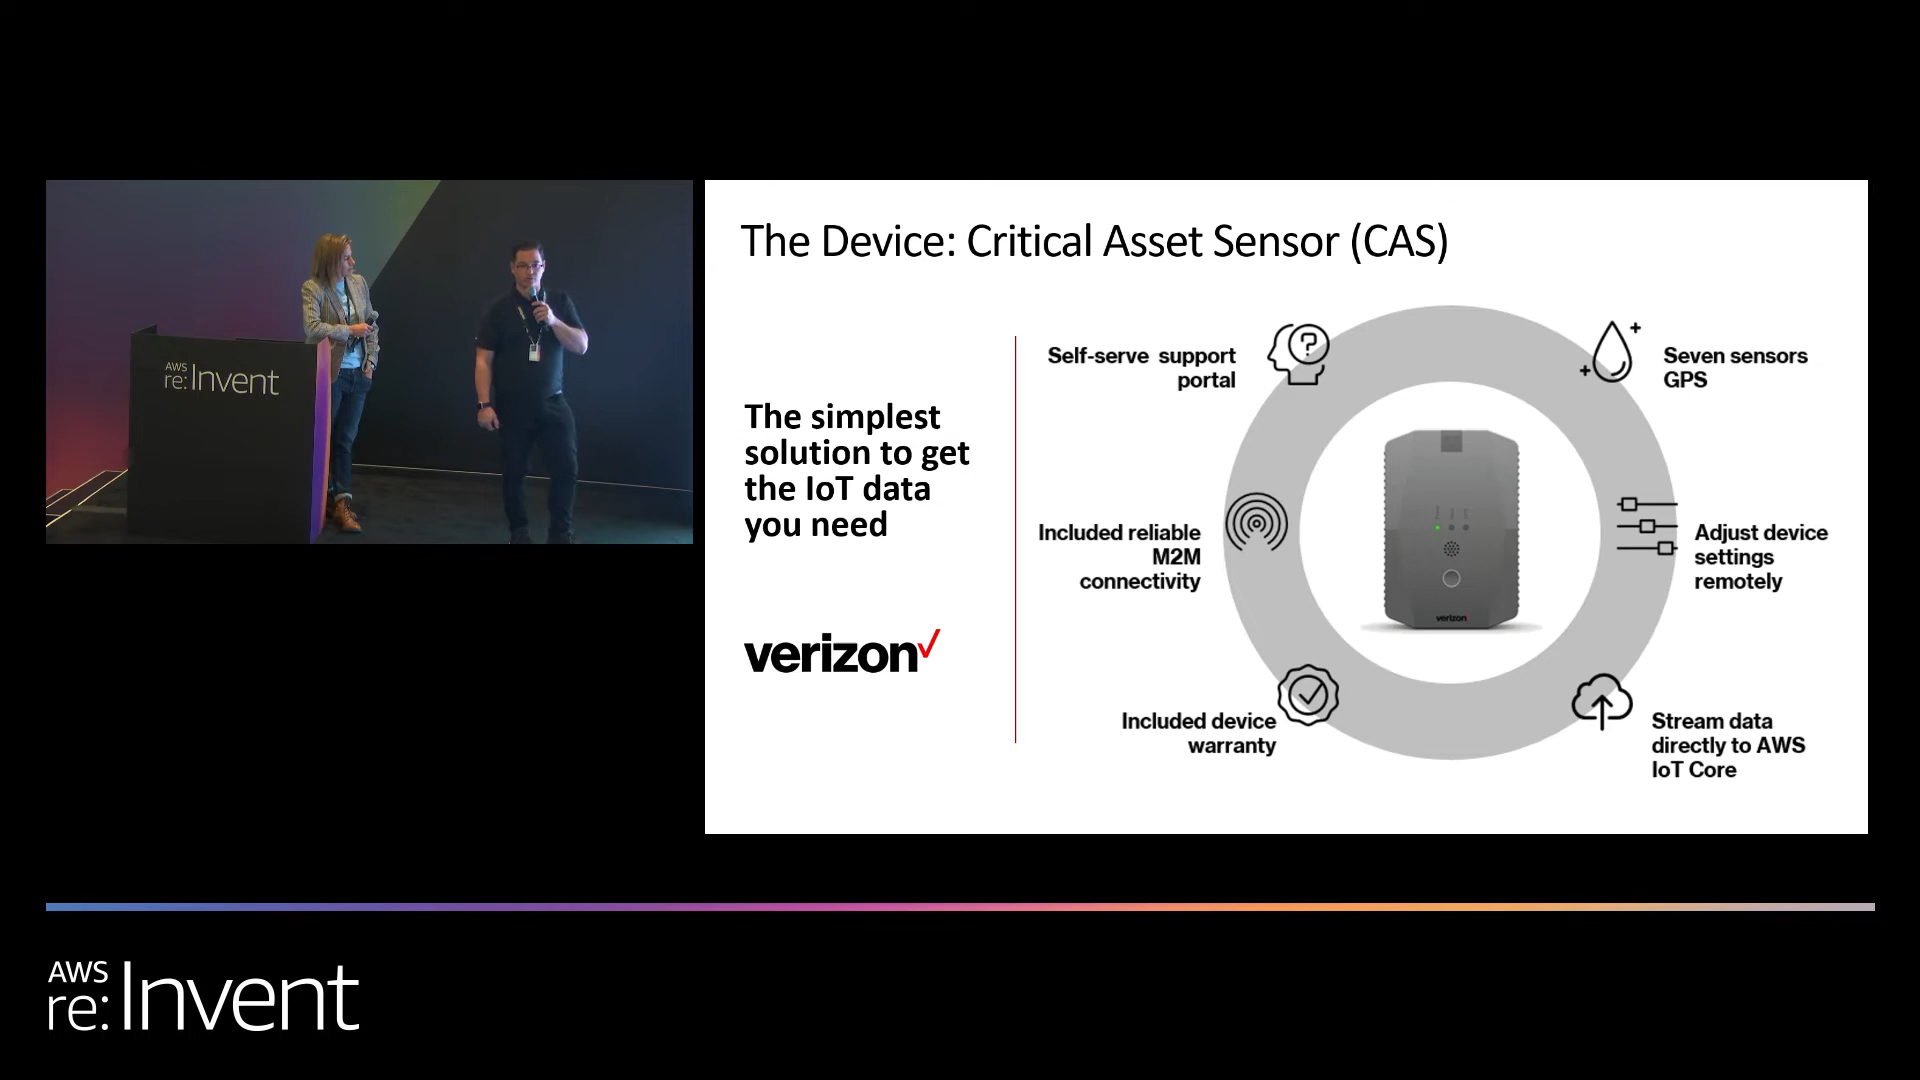 AWS
re:Invent
The Device: Critical Asset Sensor (CAS)
The simplest
solution to get
the IoT data
you need
verizon
Self-serve support
portal
Included reliable
M2M
connectivity
Included device
warranty
Seven sensors
GPS
Adjust device
settings
remotely
Stream data
directly to AWS
IoT Core
?
verizon
AWS
re:Invent